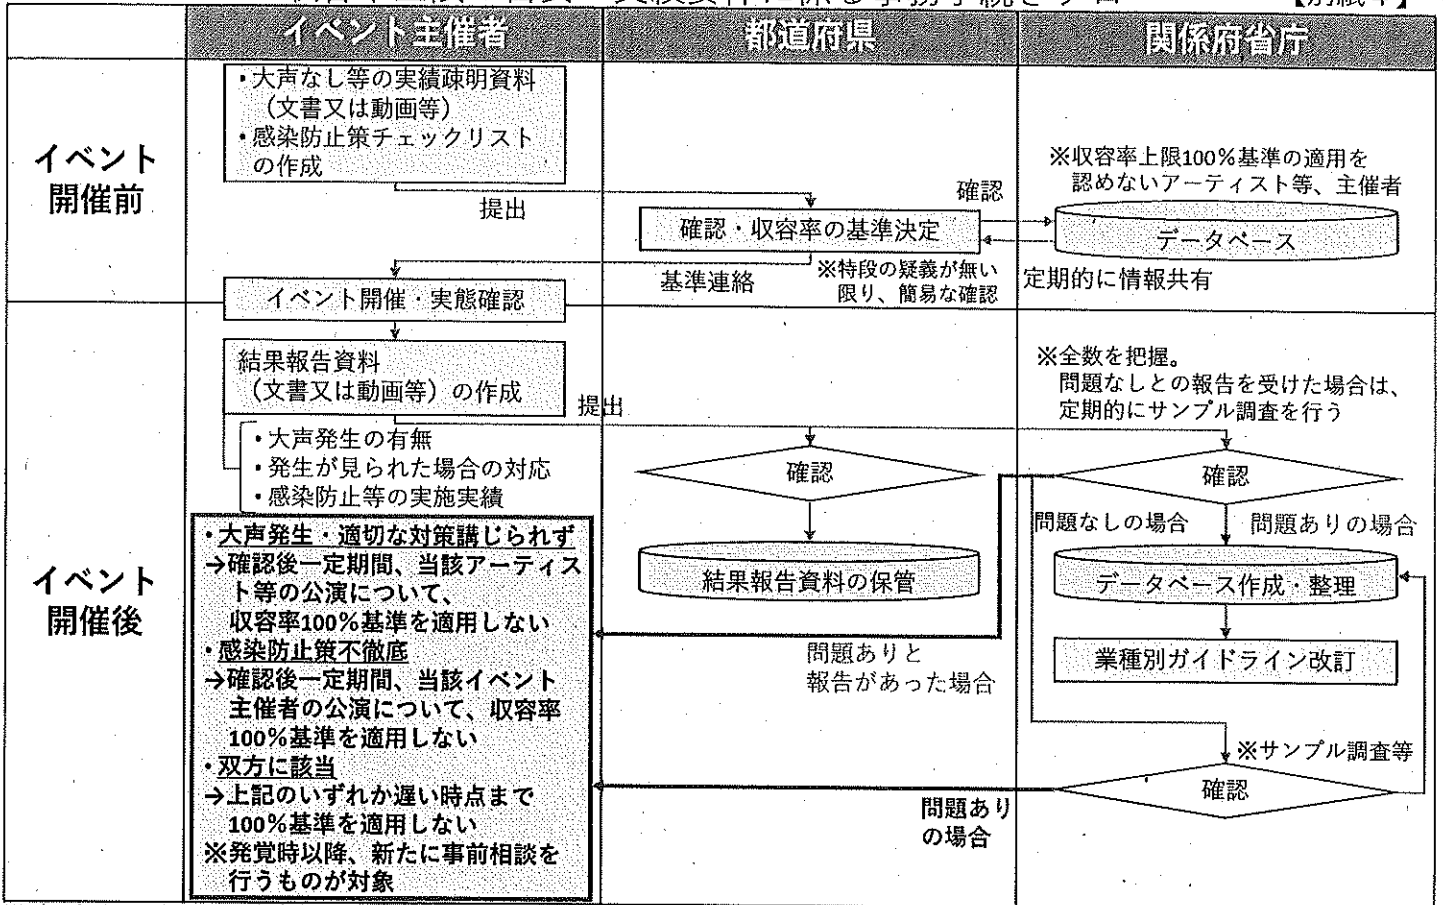 イベント主催者
都道府県
関係府省庁
イベント
開催前
・大声なし等の実績疎明資料
（文書又は動画等）
・感染防止策チェックリスト
の作成
提出
確認・収容率の基準決定
確認
※収容率上限100％基準の適用を
認めないアーティスト等、主催者
データベース
定期的に情報共有
※特段の疑義が無い
限り、簡易な確認
基準連絡
イベント開催・実態確認
イベント
開催後
結果報告資料
（文書又は動画等）の作成
提出
・大声発生の有無
・発生が見られた場合の対応
・感染防止等の実施実績
※全数を把握。
問題なしとの報告を受けた場合は、
定期的にサンプル調査を行う
確認
確認
結果報告資料の保管
問題なしの場合
問題ありの場合
データベース作成・整理
業種別ガイドライン改訂
問題ありと
報告があった場合
※サンプル調査等
確認
問題あり
の場合
・大声発生・適切な対策講じられず
→確認後一定期間、当該アーティス
ト等の公演について、
収容率100％基準を適用しない
・感染防止策不徹底
→確認後一定期間、当該イベント
主催者の公演について、収容率
100％基準を適用しない
・双方に該当
→上記のいずれか遅い時点まで
100％基準を適用しない
※発覚時以降、新たに事前相談を
行うものが対象